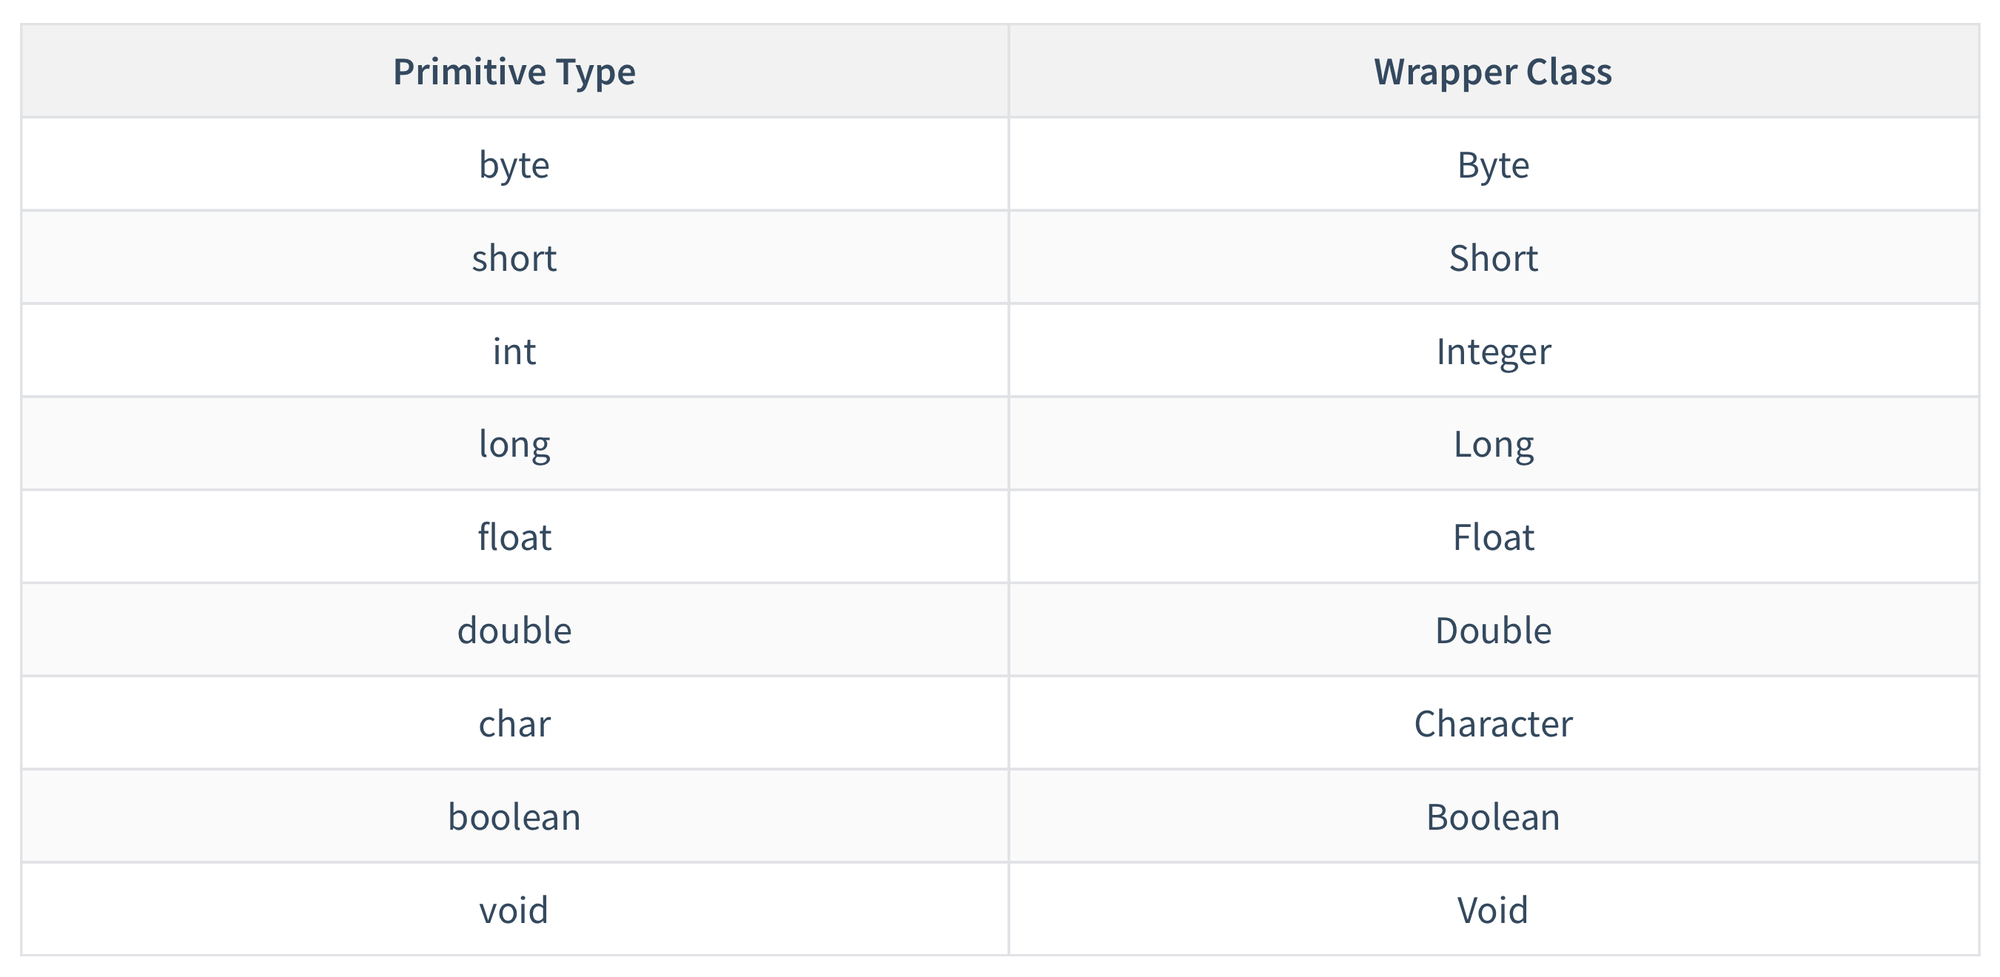 Primitive Type Wrapper Class
byte Byte
short Short
int Integer
long Long
float Float
double Double
char Character
boolean Boolean
void Void